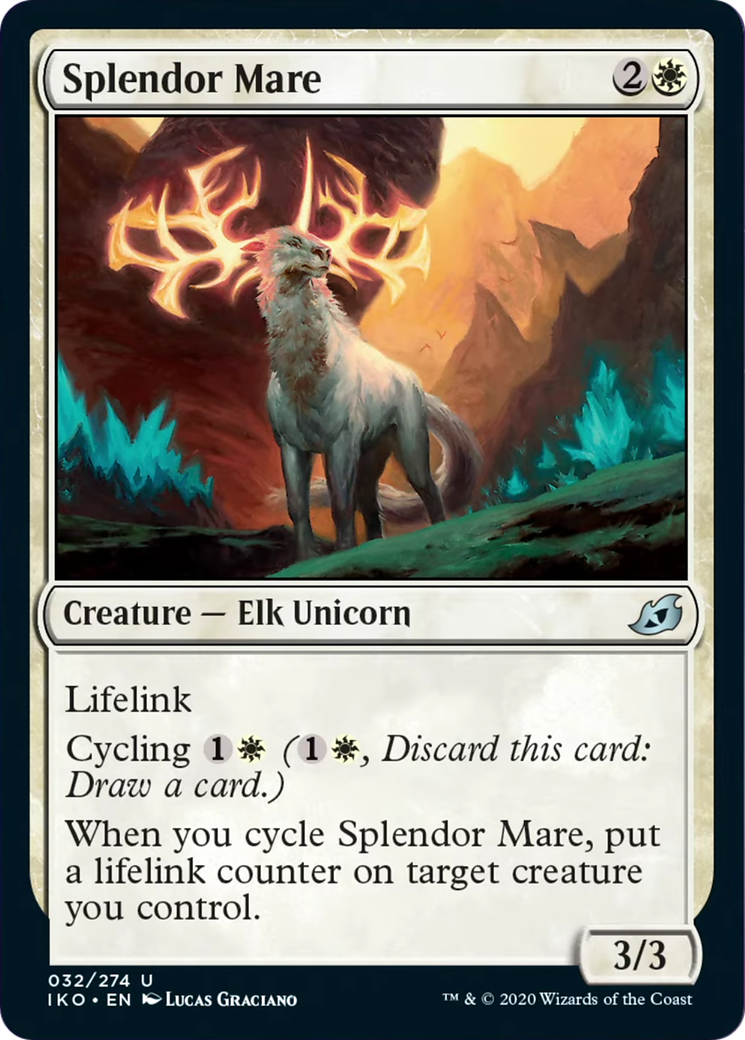 Splendor Mare 2
Creature — Elk Unicorn
Lifelink
Cycling 1 (1, Discard this card:
Draw a card.)
When you cycle Splendor Mare, put
a lifelink counter on target creature
you control.
3/3
032/274 U
IKO • EN Lucas Graciano ™ & © 2020 Wizards of the Coast